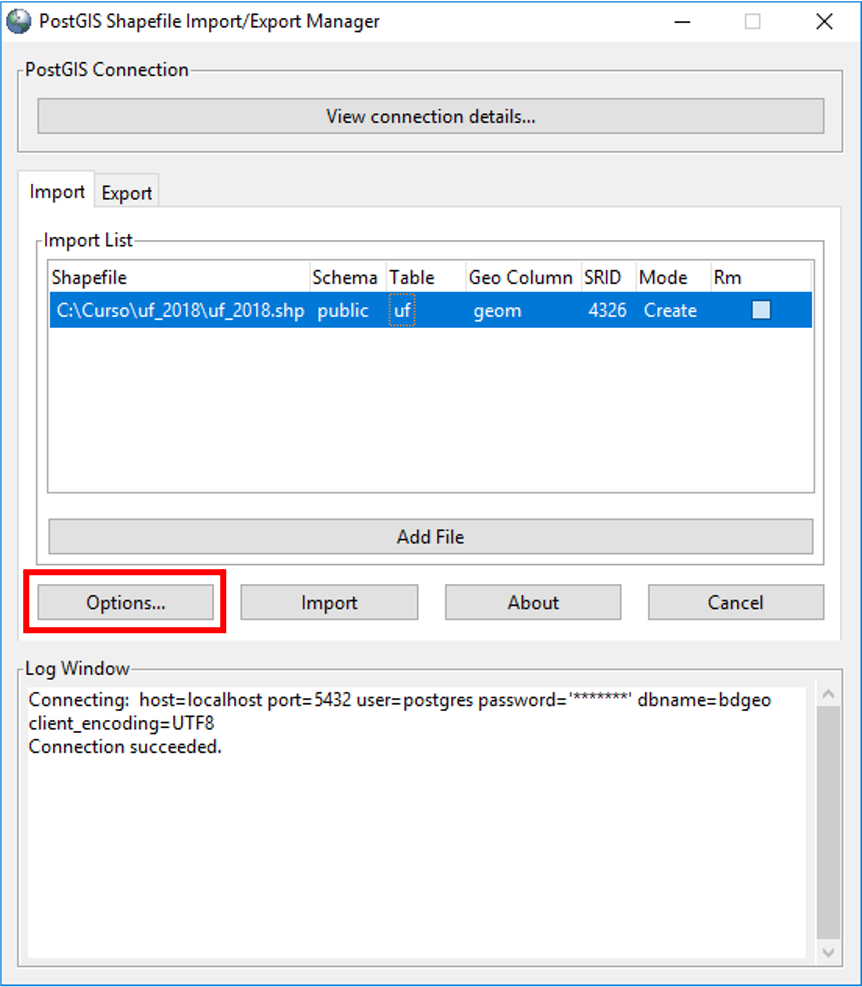 PostGIS Shapefile Import/Export Manager
PostGIS Connection
View connection details...
Import Export
Import List
Shapefile Schema Table Geo Column SRID Mode Rm
C:\Curso\uf_2018\uf_2018.shp public uf geom 4326 Create
Add File
Options... Import About Cancel
Log Window
Connecting:  host=localhost port=5432 user=postgres password='*******' dbname=bdgeo
client_encoding=UTF8
Connection succeeded.